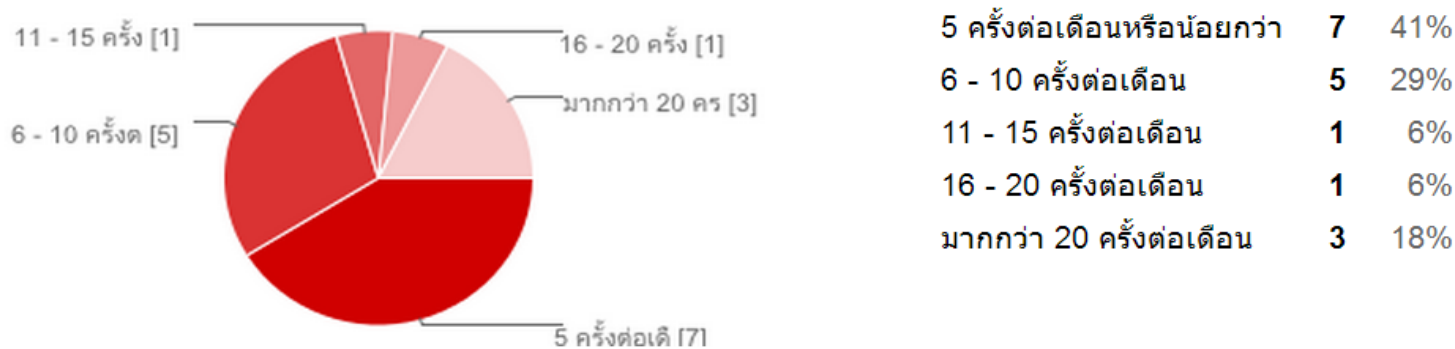 11 - 15 ครั้ง [1]
16 - 20 ครั้ง [1]
มากกว่า 20 คร [3]
6 - 10 ครั้งต [5]
5 ครั้งต่อเดื [7]
5 ครั้งต่อเดือนหรือน้อยกว่า 7 41%
6 - 10 ครั้งต่อเดือน 5 29%
11 - 15 ครั้งต่อเดือน 1 6%
16 - 20 ครั้งต่อเดือน 1 6%
มากกว่า 20 ครั้งต่อเดือน 3 18%